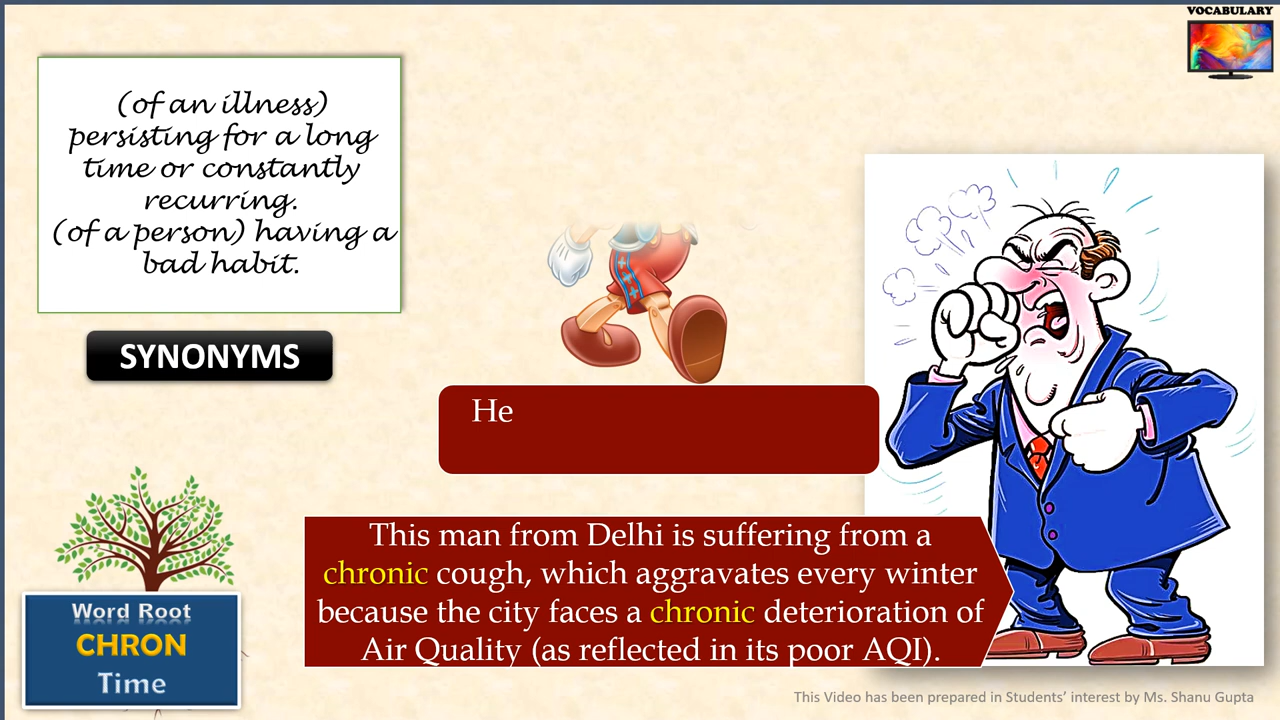 VOCABULARY
(of an illness)
persisting for a long
time or constantly
recurring.
(of a person) having a
bad habit.
SYNONYMS
He
This man from Delhi is suffering from a
chronic cough, which aggravates every winter
because the city faces a chronic deterioration of
Air Quality (as reflected in its poor AQI).
Word Root
CHRON
Time
This Video has been prepared in Students’ interest by Ms. Shanu Gupta